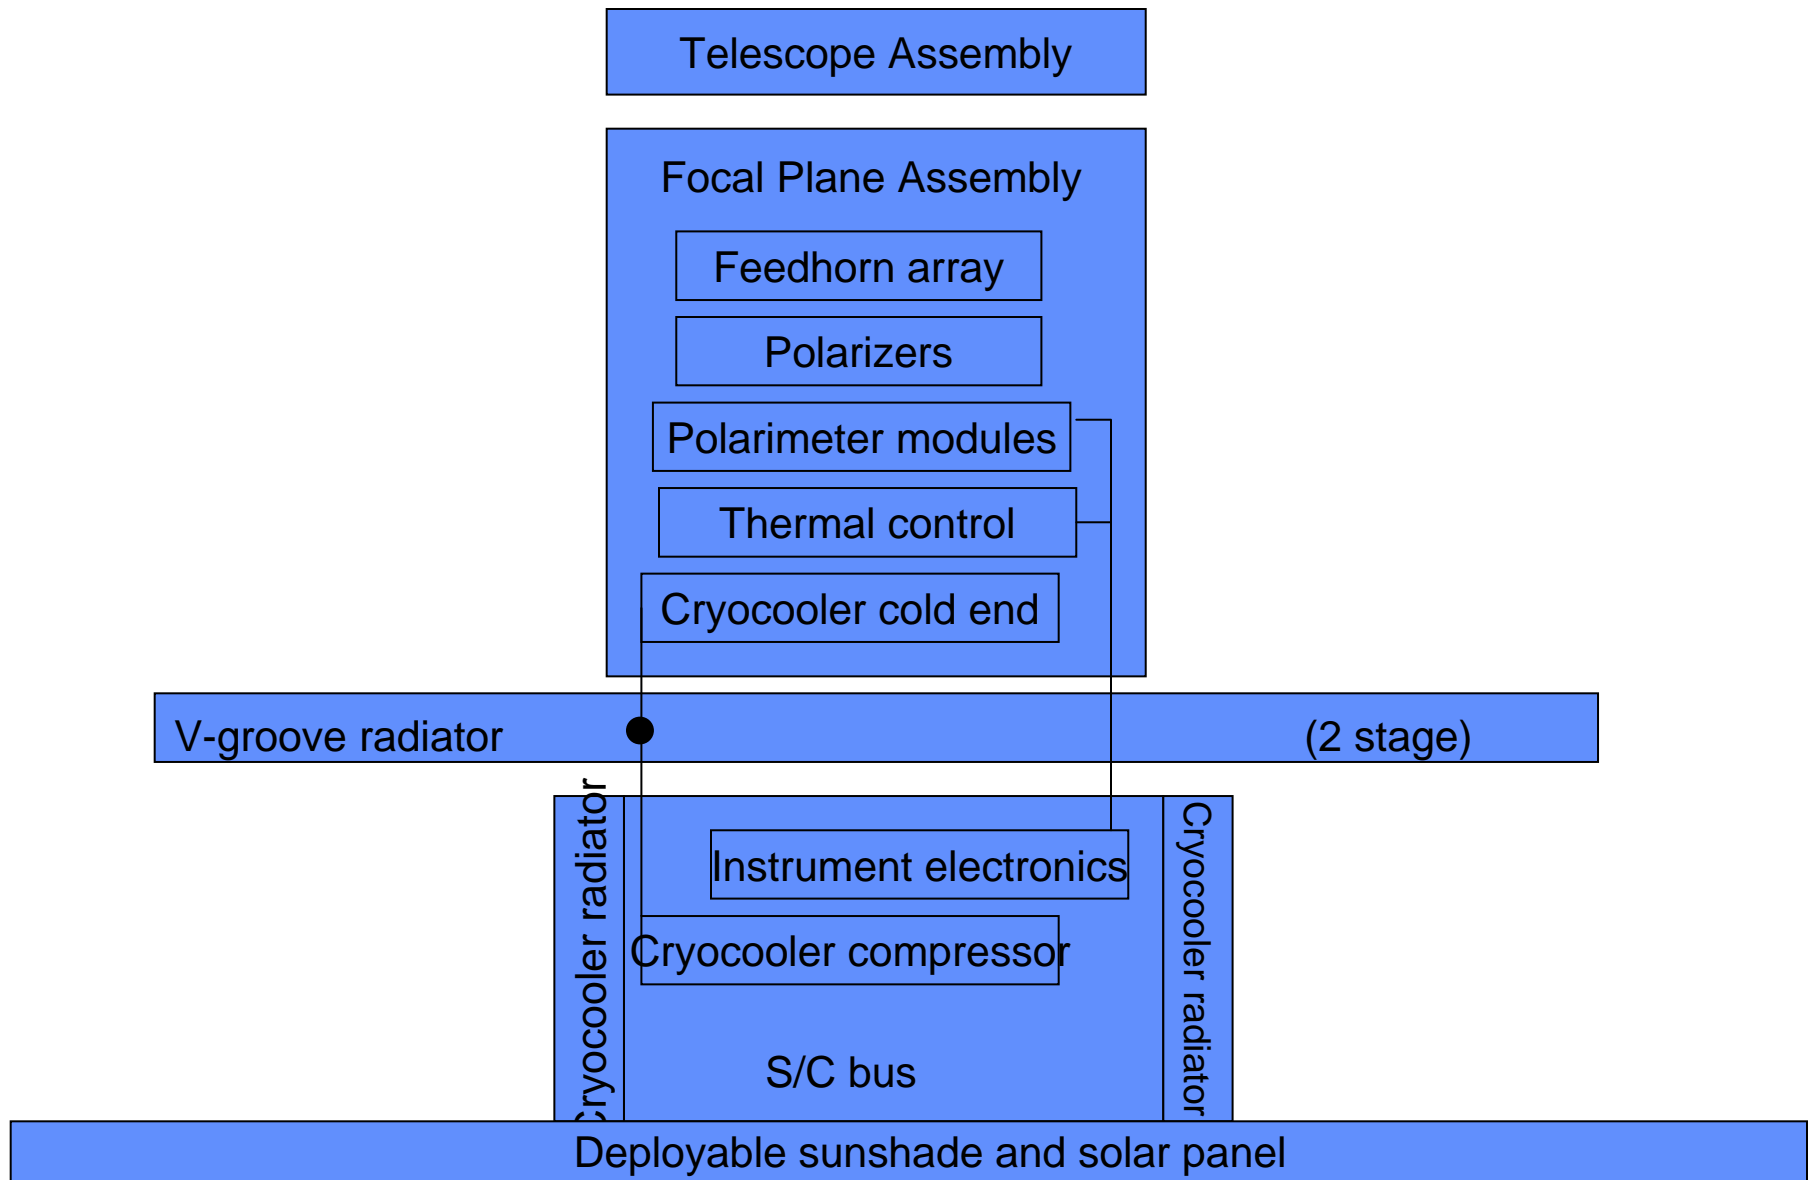 Telescope Assembly
Focal Plane Assembly
Feedhorn array
Polarizers
Polarimeter modules
Thermal control
Cryocooler cold end
V-groove radiator
(2 stage)
Cryocooler radiator
Instrument electronics
Cryocooler radiator
Cryocooler compressor
S/C bus
Deployable sunshade and solar panel